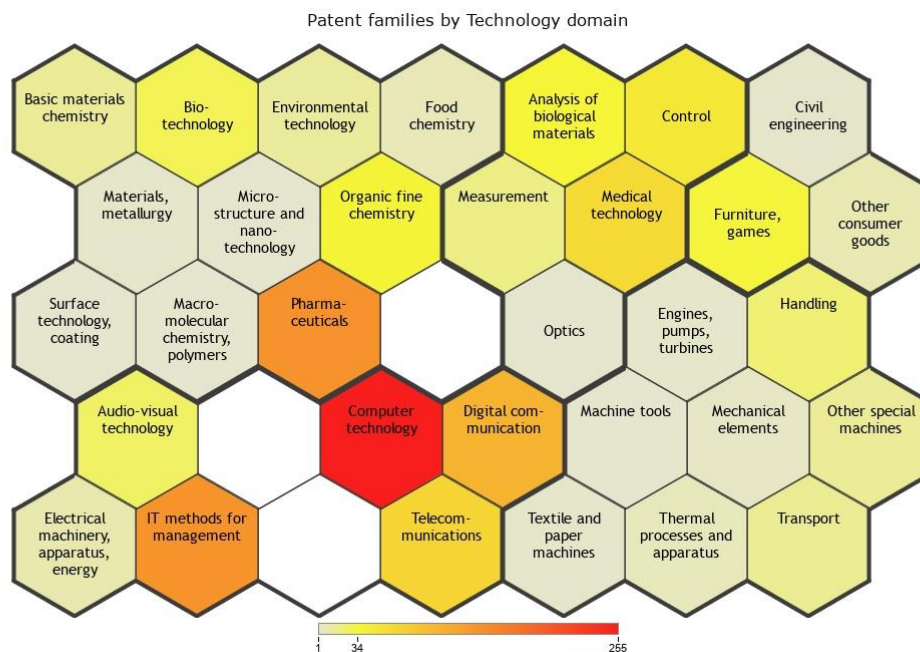 Patent families by Technology domain
Basic materials
chemistry
Bio-
technology
Environmental
technology
Food
chemistry
Analysis of
biological
materials
Control
Civil
engineering
Materials,
metallurgy
Micro-
structure and
nano-
technology
Organic fine
chemistry
Measurement
Medical
technology
Furniture,
games
Other
consumer
goods
Surface
technology,
coating
Macro-
molecular
chemistry,
polymers
Pharma-
ceuticals
Optics
Engines,
pumps,
turbines
Handling
Audio-visual
technology
Computer
technology
Digital com-
munication
Machine tools
Mechanical
elements
Other special
machines
Electrical
machinery,
apparatus,
energy
IT methods for
management
Telecom-
munications
Textile and
paper
machines
Thermal
processes and
apparatus
Transport
1 34 255